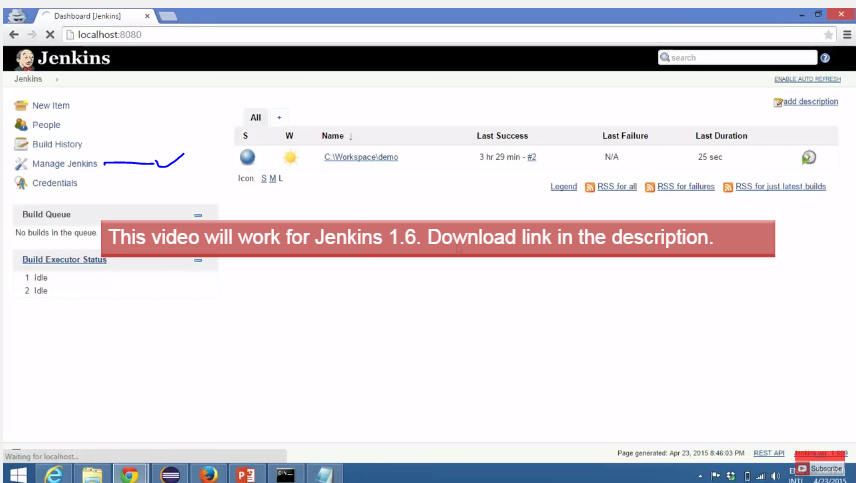 Dashboard [Jenkins]
localhost:8080
Jenkins
search
Jenkins
ENABLE AUTO REFRESH
New Item
People
Build History
Manage Jenkins
Credentials
add description
All +
S W Name ↓ Last Success Last Failure Last Duration
C:\Workspace\demo 3 hr 29 min - #2 N/A 25 sec
Icon: S M L
Legend RSS for all RSS for failures RSS for just latest builds
Build Queue
No builds in the queue.
This video will work for Jenkins 1.6. Download link in the description.
Build Executor Status
1 Idle
2 Idle
Page generated: Apr 23, 2015 8:46:03 PM REST API
Waiting for localhost...
Subscribe
INTL 4/23/2015